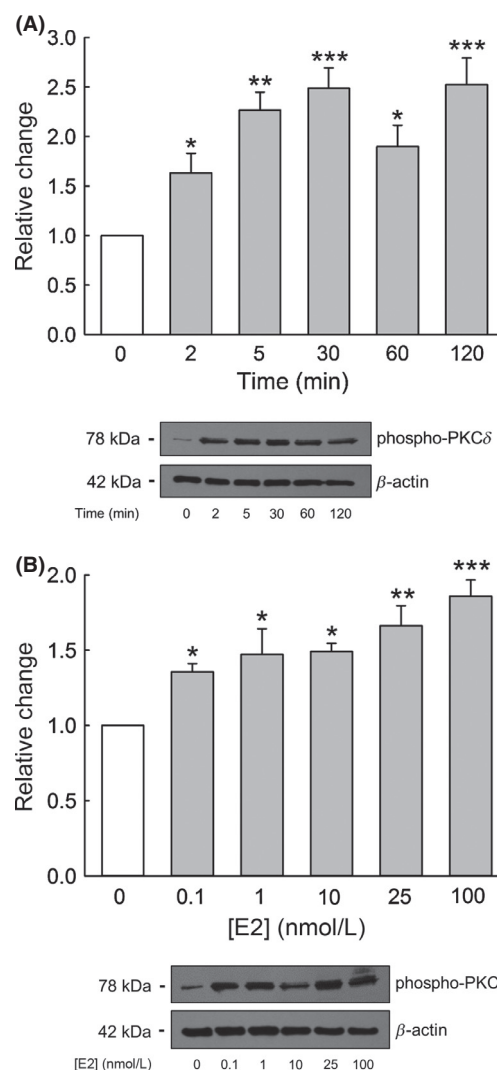 (A)
3.0
2.5
2.0
1.5
1.0
0.5
0.0
Relative change
* ** *** * ***
0 2 5 30 60 120
Time (min)
78 kDa - phospho-PKCδ
42 kDa - β-actin
Time (min) 0 2 5 30 60 120
(B)
2.0
1.5
1.0
0.5
0.0
Relative change
* * * ** ***
0 0.1 1 10 25 100
[E2] (nmol/L)
78 kDa - phospho-PKC
42 kDa - β-actin
[E2] (nmol/L) 0 0.1 1 10 25 100